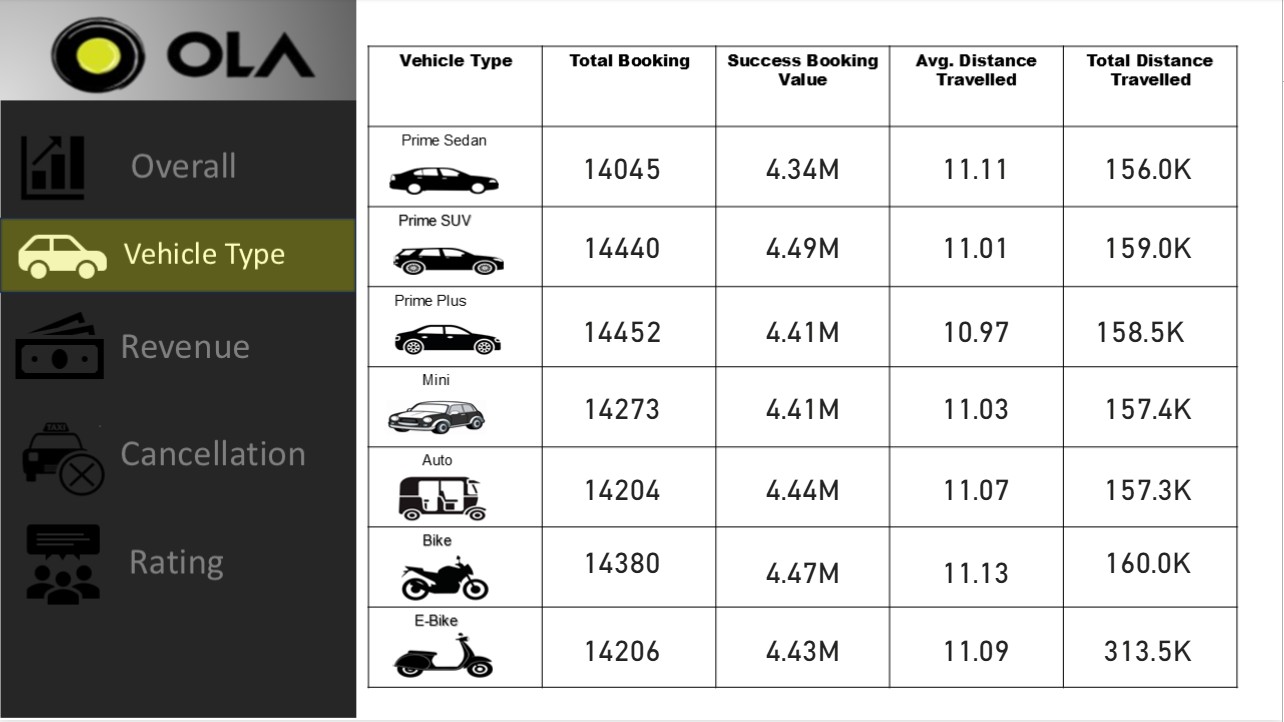 OLA
Overall
Vehicle Type
Revenue
TAXI
Cancellation
Rating
Vehicle Type Total Booking Success Booking Value Avg. Distance Travelled Total Distance Travelled
Prime Sedan
14045 4.34M 11.11 156.0K
Prime SUV
14440 4.49M 11.01 159.0K
Prime Plus
14452 4.41M 10.97 158.5K
Mini
14273 4.41M 11.03 157.4K
Auto
14204 4.44M 11.07 157.3K
Bike
14380 4.47M 11.13 160.0K
E-Bike
14206 4.43M 11.09 313.5K